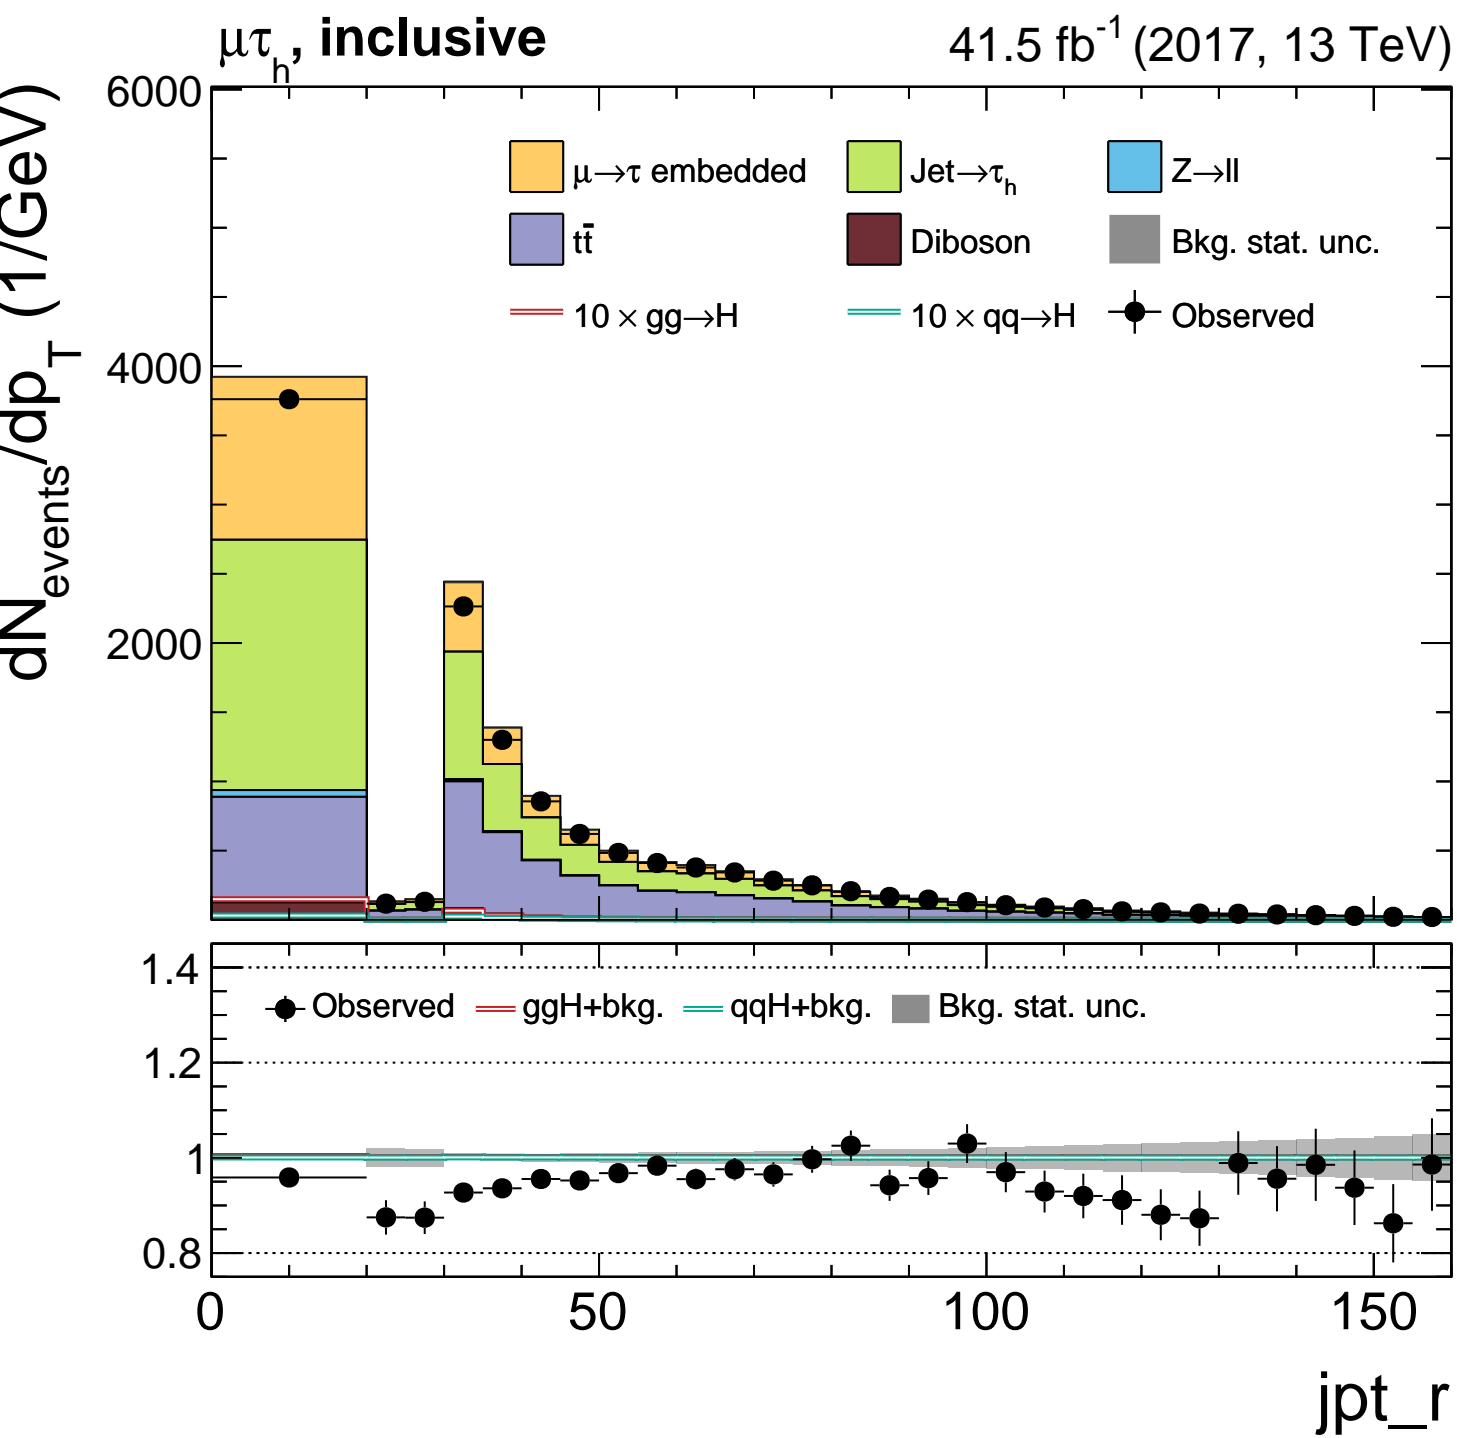 μτh, inclusive
41.5 fb-1 (2017, 13 TeV)
dNevents/dpT (1/GeV)
6000
4000
2000
μ→τ embedded
Jet→τh
Z→ll
tt̄
Diboson
Bkg. stat. unc.
10 × gg→H
10 × qq→H
Observed
1.4
1.2
1
0.8
Observed
ggH+bkg.
qqH+bkg.
Bkg. stat. unc.
0
50
100
150
jpt_r